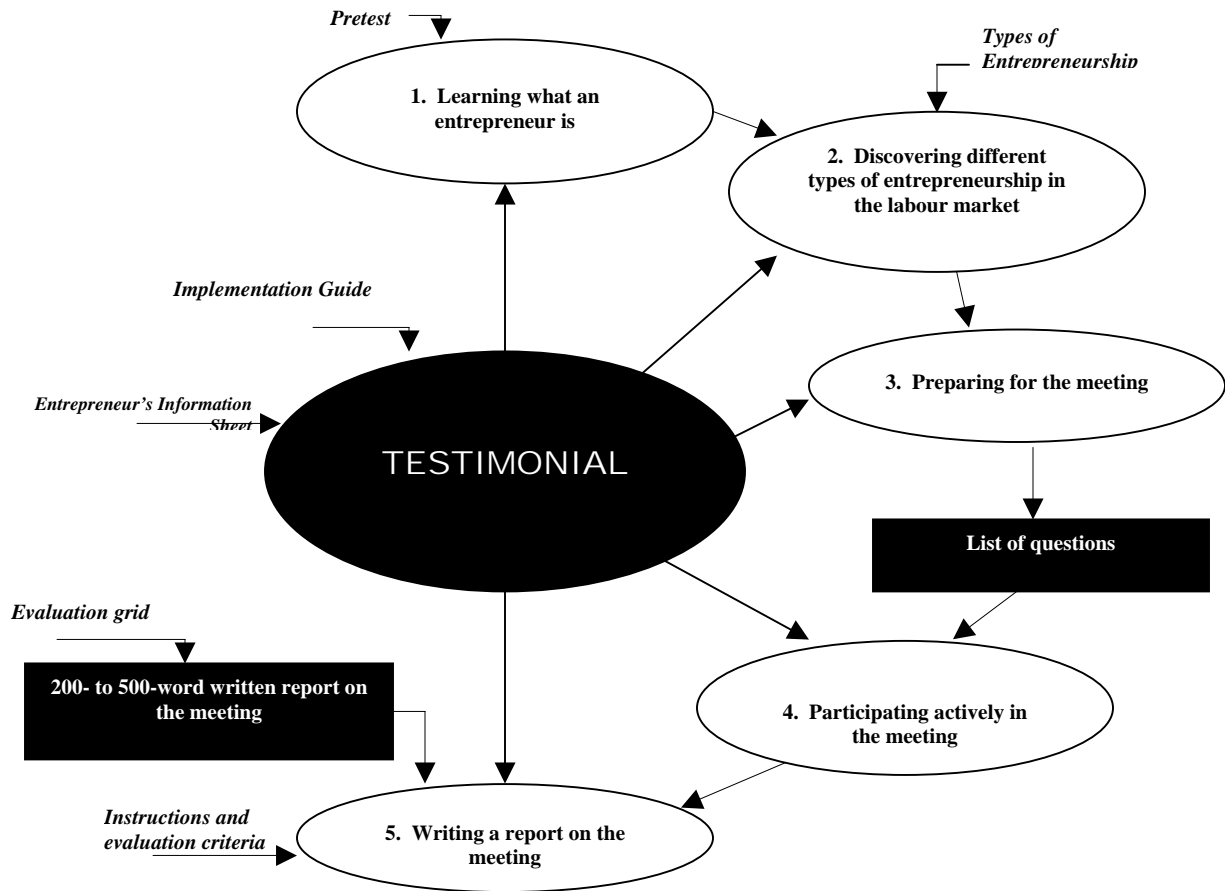 Pretest
Types of
Entrepreneurship
1. Learning what an
entrepreneur is
2. Discovering different
types of entrepreneurship in
the labour market
Implementation Guide
3. Preparing for the meeting
Entrepreneur's Information
Sheet
TESTIMONIAL
List of questions
Evaluation grid
200- to 500-word written report on
the meeting
4. Participating actively in
the meeting
Instructions and
evaluation criteria
5. Writing a report on the
meeting